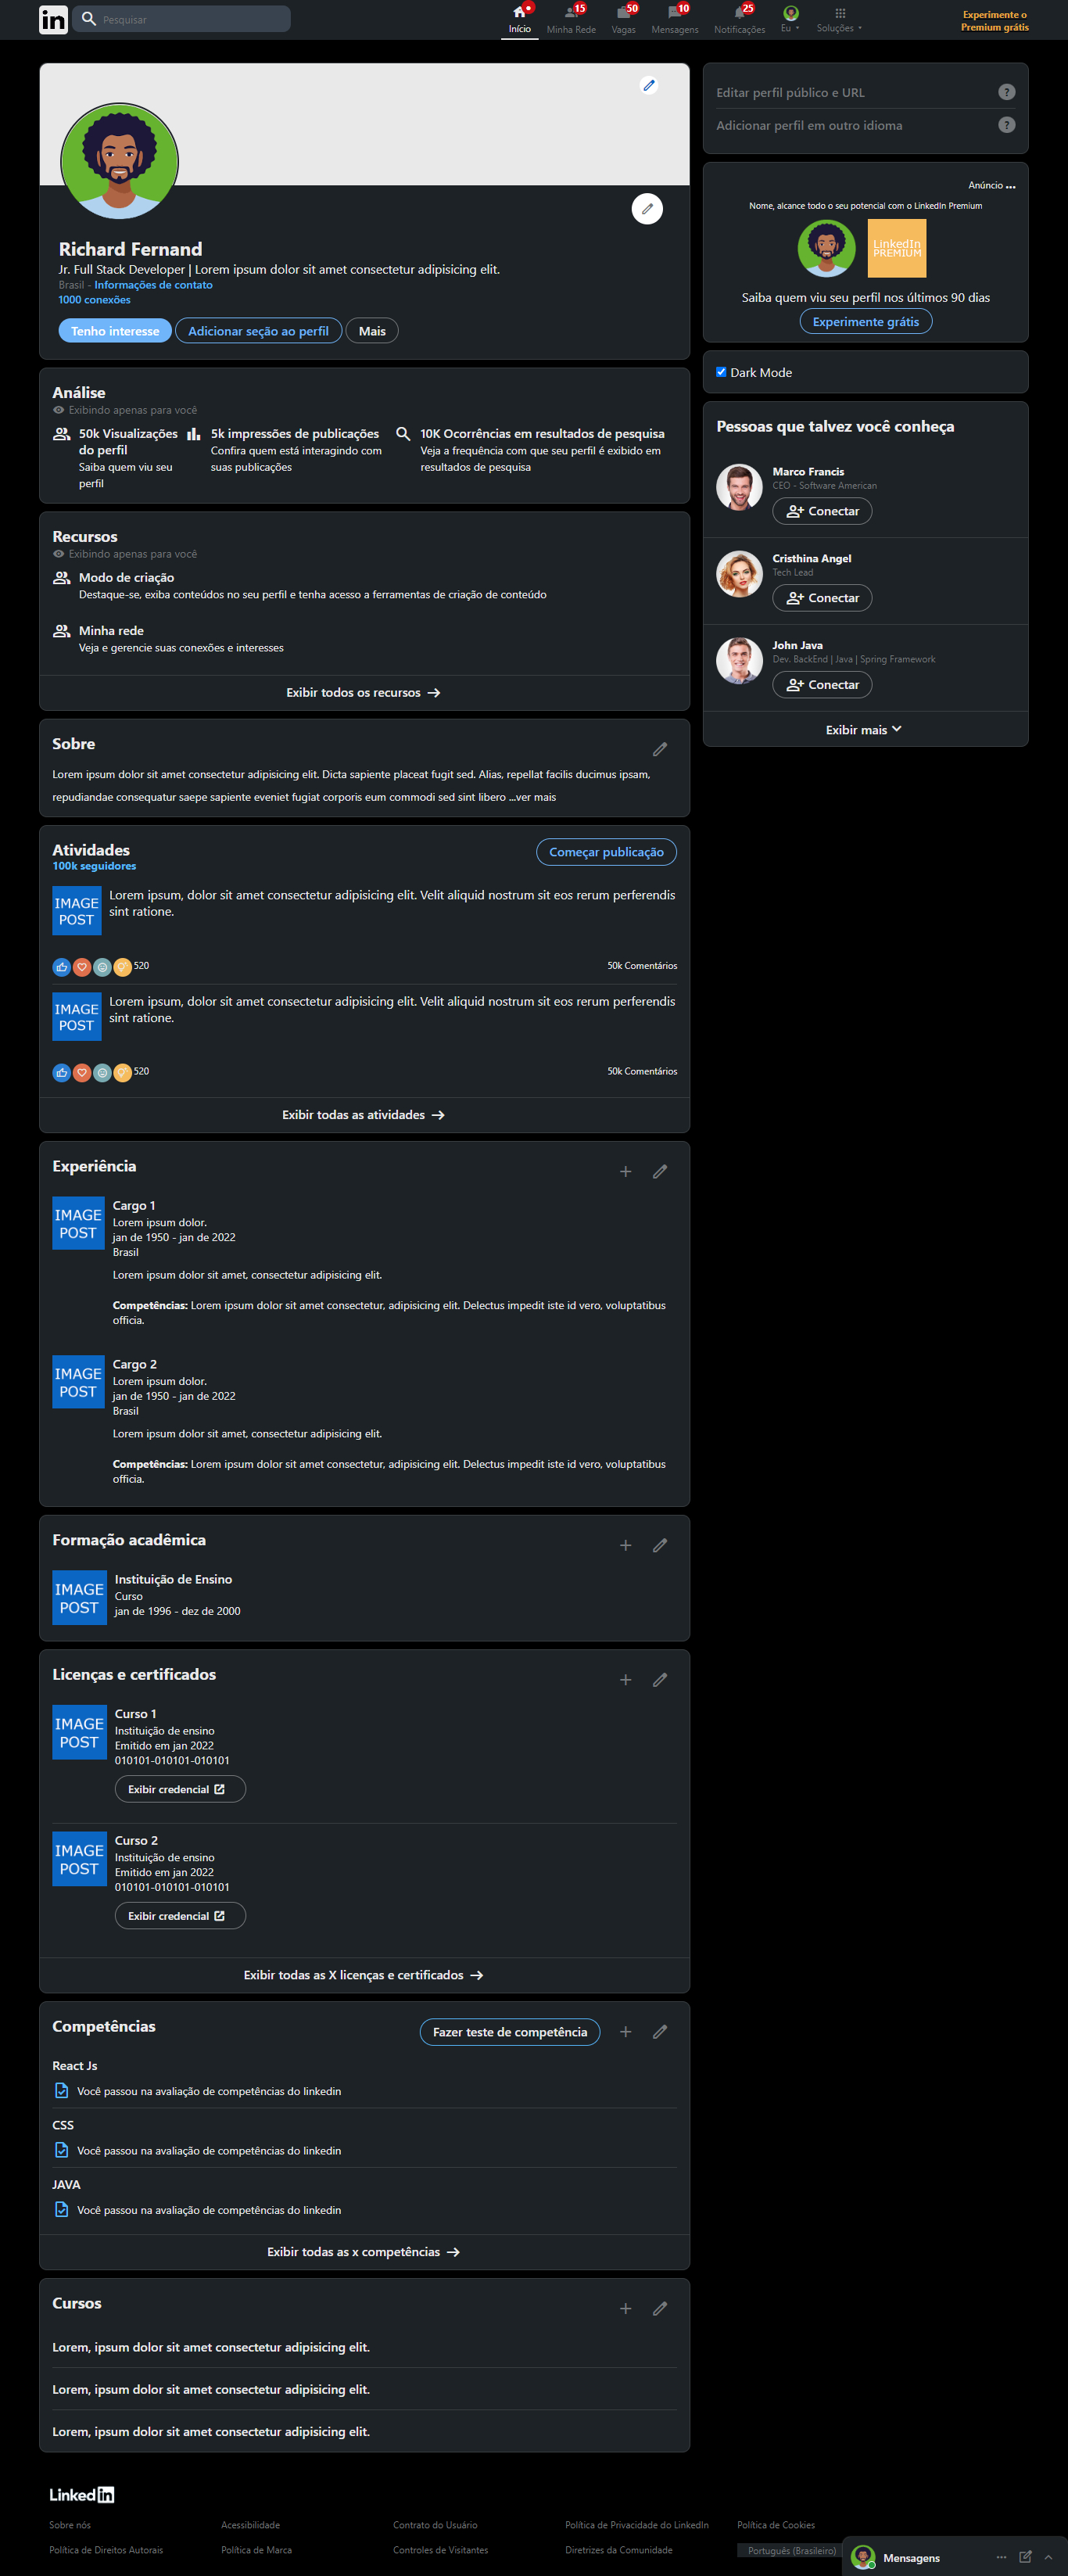 in
Pesquisar
Início
15
Minha Rede
50
Vagas
10
Mensagens
25
Notificações
Eu
Soluções
Experimente o
Premium grátis
Richard Fernand
Jr. Full Stack Developer | Lorem ipsum dolor sit amet consectetur adipisicing elit.
Brasil - Informações de contato
1000 conexões
Tenho interesse
Adicionar seção ao perfil
Mais
Análise
Exibindo apenas para você
50k Visualizações
do perfil
Saiba quem viu seu
perfil
5k impressões de publicações
Confira quem está interagindo com
suas publicações
10K Ocorrências em resultados de pesquisa
Veja a frequência com que seu perfil é exibido em
resultados de pesquisa
Recursos
Exibindo apenas para você
Modo de criação
Destaque-se, exiba conteúdos no seu perfil e tenha acesso a ferramentas de criação de conteúdo
Minha rede
Veja e gerencie suas conexões e interesses
Exibir todos os recursos
Sobre
Lorem ipsum dolor sit amet consectetur adipisicing elit. Dicta sapiente placeat fugit sed. Alias, repellat facilis ducimus ipsam,
repudiandae consequatur saepe sapiente eveniet fugiat corporis eum commodi sed sint libero ...ver mais
Atividades
100k seguidores
Começar publicação
IMAGE
POST
Lorem ipsum, dolor sit amet consectetur adipisicing elit. Velit aliquid nostrum sit eos rerum perferendis
sint ratione.
520
50k Comentários
IMAGE
POST
Lorem ipsum, dolor sit amet consectetur adipisicing elit. Velit aliquid nostrum sit eos rerum perferendis
sint ratione.
520
50k Comentários
Exibir todas as atividades
Experiência
IMAGE
POST
Cargo 1
Lorem ipsum dolor.
jan de 1950 - jan de 2022
Brasil
Lorem ipsum dolor sit amet, consectetur adipisicing elit.
Competências: Lorem ipsum dolor sit amet consectetur, adipisicing elit. Delectus impedit iste id vero, voluptatibus
officia.
IMAGE
POST
Cargo 2
Lorem ipsum dolor.
jan de 1950 - jan de 2022
Brasil
Lorem ipsum dolor sit amet, consectetur adipisicing elit.
Competências: Lorem ipsum dolor sit amet consectetur, adipisicing elit. Delectus impedit iste id vero, voluptatibus
officia.
Formação acadêmica
IMAGE
POST
Instituição de Ensino
Curso
jan de 1996 - dez de 2000
Licenças e certificados
IMAGE
POST
Curso 1
Instituição de ensino
Emitido em jan 2022
010101-010101-010101
Exibir credencial
IMAGE
POST
Curso 2
Instituição de ensino
Emitido em jan 2022
010101-010101-010101
Exibir credencial
Exibir todas as X licenças e certificados
Competências
Fazer teste de competência
React Js
Você passou na avaliação de competências do linkedin
CSS
Você passou na avaliação de competências do linkedin
JAVA
Você passou na avaliação de competências do linkedin
Exibir todas as x competências
Cursos
Lorem, ipsum dolor sit amet consectetur adipisicing elit.
Lorem, ipsum dolor sit amet consectetur adipisicing elit.
Lorem, ipsum dolor sit amet consectetur adipisicing elit.
Editar perfil público e URL
?
Adicionar perfil em outro idioma
?
Anúncio ...
Nome, alcance todo o seu potencial com o LinkedIn Premium
LinkedIn
PREMIUM
Saiba quem viu seu perfil nos últimos 90 dias
Experimente grátis
Dark Mode
Pessoas que talvez você conheça
Marco Francis
CEO - Software American
Conectar
Cristhina Angel
Tech Lead
Conectar
John Java
Dev. BackEnd | Java | Spring Framework
Conectar
Exibir mais
Linked in
Sobre nós
Acessibilidade
Contrato do Usuário
Política de Privacidade do LinkedIn
Política de Cookies
Política de Direitos Autorais
Política de Marca
Controles de Visitantes
Diretrizes da Comunidade
Português (Brasileiro)
Mensagens